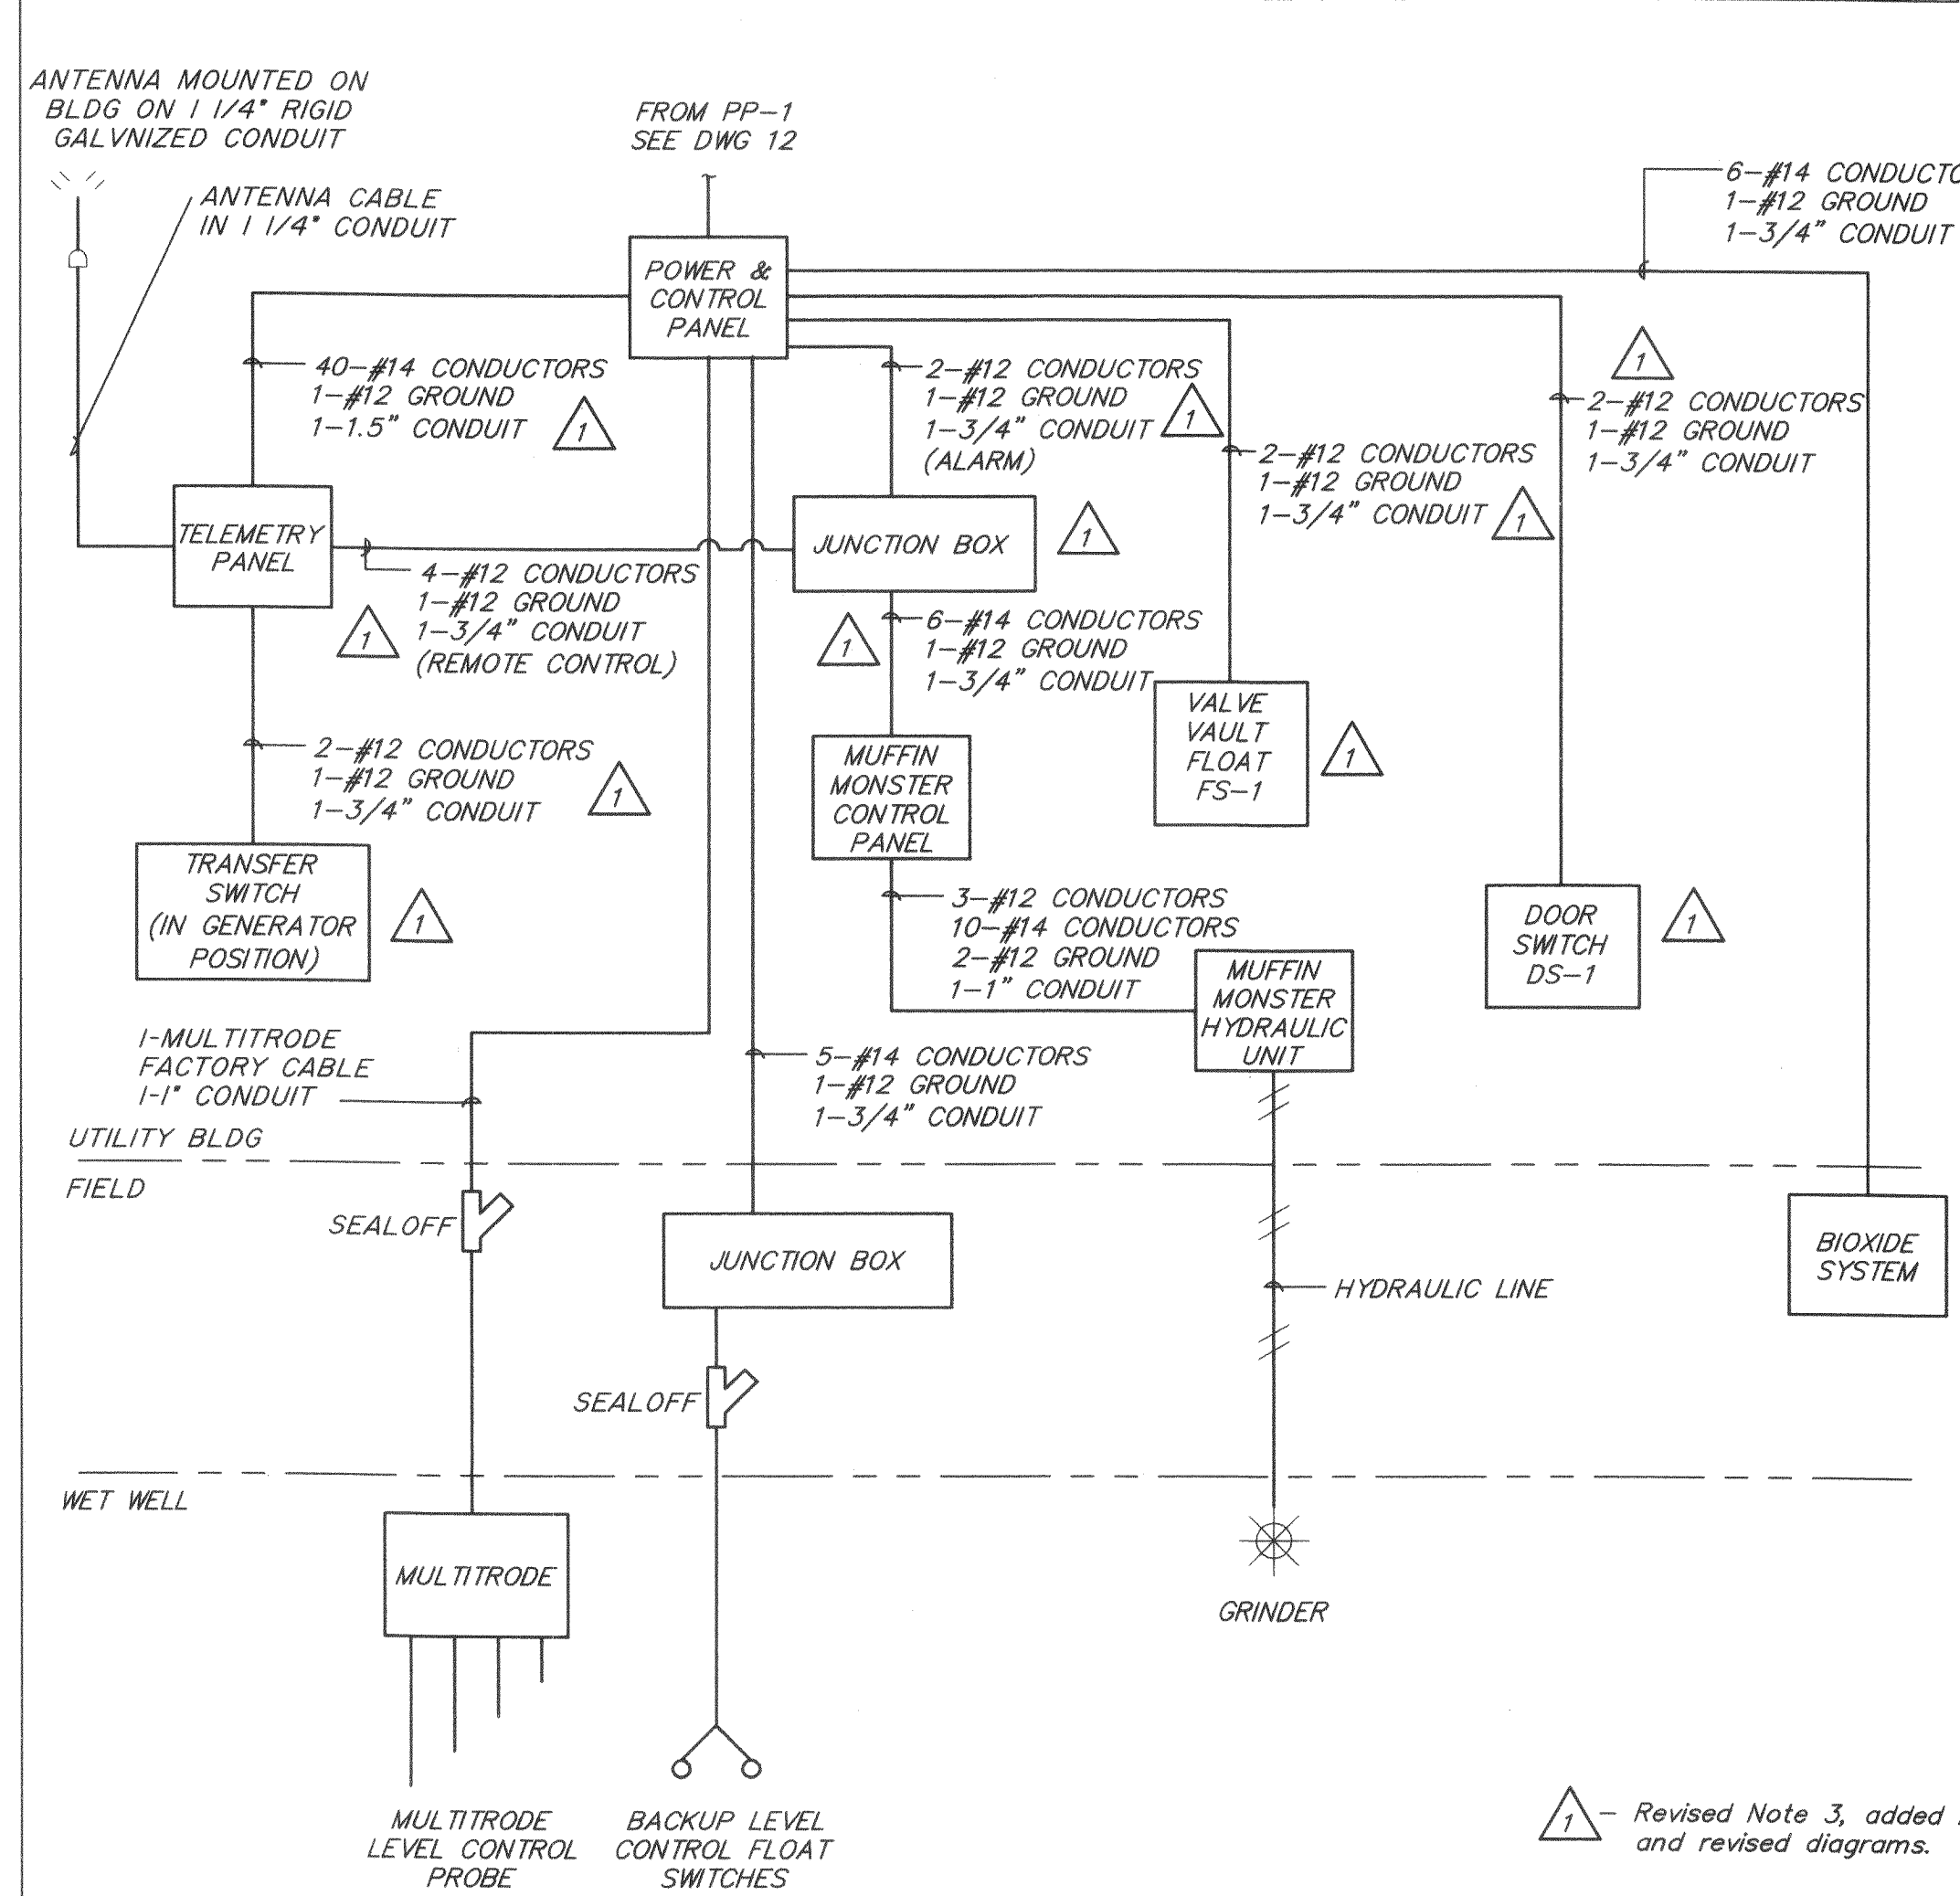 ANTENNA MOUNTED ON
BLDG ON 1 1/4" RIGID
GALVNIZED CONDUIT
ANTENNA CABLE
IN 1 1/4" CONDUIT
FROM PP-1
SEE DWG 12
POWER &
CONTROL
PANEL
6-#14
1-#12 GROUND
1-3/4" CONDUIT
40-#14 CONDUCTORS
1-#12 GROUND
1-1.5" CONDUIT
1
2-#12 CONDUCTORS
1-#12 GROUND
1-3/4" CONDUIT
(ALARM)
1
2-#12 CONDUCTORS
1-#12 GROUND
1-3/4" CONDUIT
1
1
2-#12 CONDUCTORS
1-#12 GROUND
1-3/4" CONDUIT
TELEMETRY
PANEL
JUNCTION BOX
1
4-#12 CONDUCTORS
1-#12 GROUND
1-3/4" CONDUIT
(REMOTE CONTROL)
1
1
6-#14 CONDUCTORS
1-#12 GROUND
1-3/4" CONDUIT
2-#12 CONDUCTORS
1-#12 GROUND
1-3/4" CONDUIT
1
MUFFIN
MONSTER
CONTROL
PANEL
VALVE
VAULT
FLOAT
FS-1
1
TRANSFER
SWITCH
(IN GENERATOR
POSITION)
1
3-#12 CONDUCTORS
10-#14 CONDUCTORS
2-#12 GROUND
1-1" CONDUIT
MUFFIN
MONSTER
HYDRAULIC
UNIT
DOOR
SWITCH
DS-1
1
1-MULTITRODE
FACTORY CABLE
1-1" CONDUIT
5-#14 CONDUCTORS
1-#12 GROUND
1-3/4" CONDUIT
UTILITY BLDG
FIELD
SEALOFF
JUNCTION BOX
HYDRAULIC LINE
BIOXIDE
SYSTEM
SEALOFF
WET WELL
MULTITRODE
GRINDER
MULTITRODE
LEVEL CONTROL
PROBE
BACKUP LEVEL
CONTROL FLOAT
SWITCHES
1 - Revised Note 3, added
and revised diagrams.